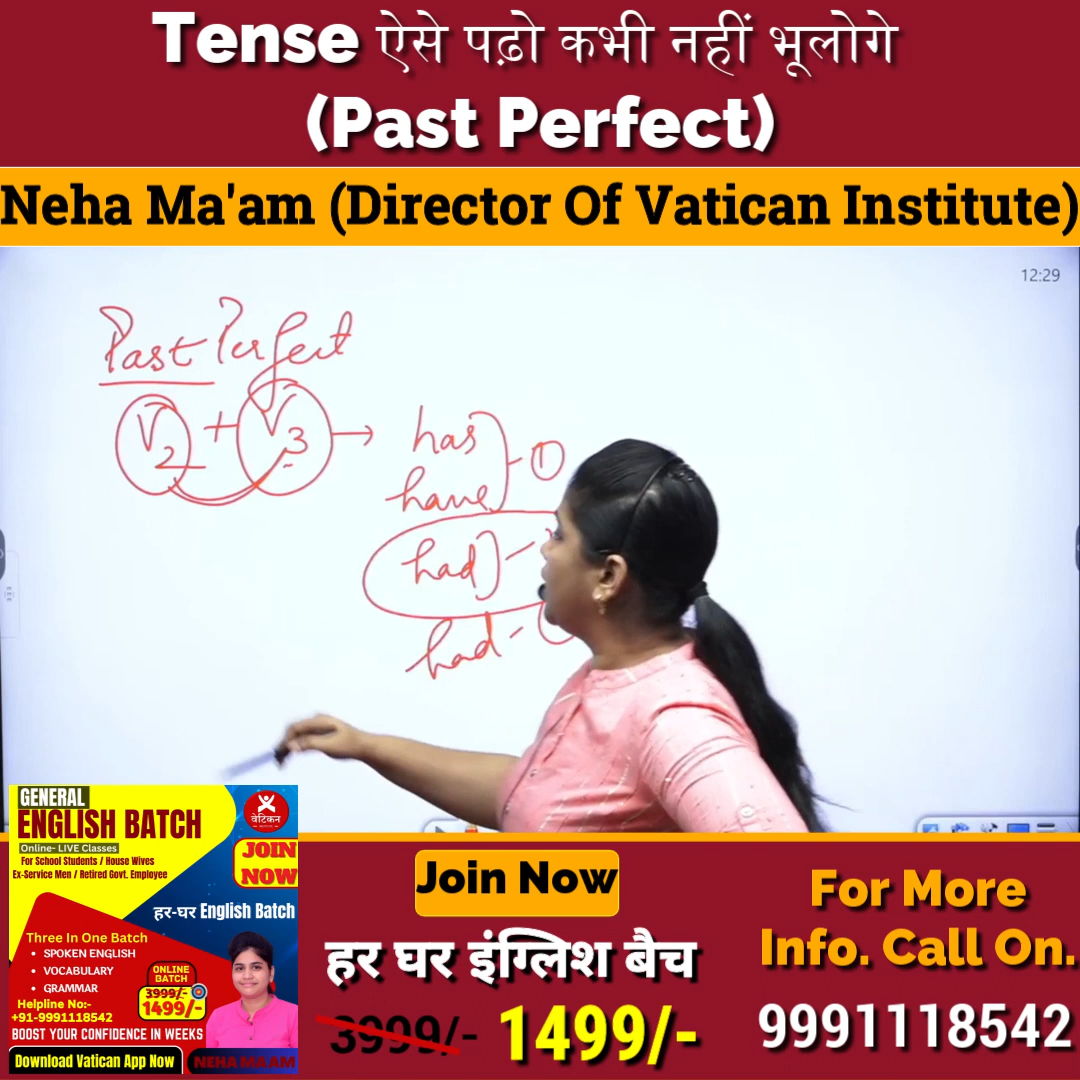 Tense ऐसे पढ़ो कभी नहीं भूलोगे
(Past Perfect)
Neha Ma'am (Director Of Vatican Institute)
12:29
Past Perfect
V2 + V3 → has
have
1
had
had
GENERAL
ENGLISH BATCH
Online- LIVE Classes
For School Students / House Wives
Ex-Service Men / Retired Govt. Employee
वेटिकन
JOIN
NOW
हर-घर English Batch
Three In One Batch
• SPOKEN ENGLISH
• VOCABULARY
• GRAMMAR
ONLINE
BATCH
3999/-
1499/-
Helpline No:-
+91-9991118542
BOOST YOUR CONFIDENCE IN WEEKS
Download Vatican App Now
NEHA MA AM
Join Now
हर घर इंग्लिश बैच
3999/- 1499/-
For More
Info. Call On.
9991118542